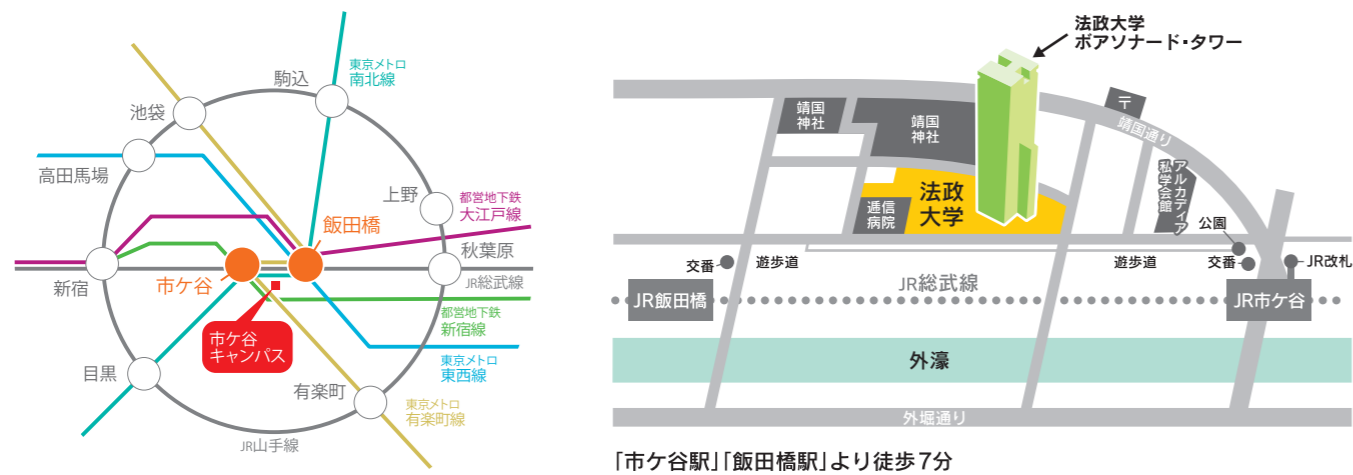 駒込
東京メトロ
南北線
池袋
高田馬場
上野
都営地下鉄
大江戸線
飯田橋
秋葉原
新宿
市ケ谷
JR総武線
都営地下鉄
新宿線
市ケ谷
キャンパス
東京メトロ
東西線
目黒
有楽町
東京メトロ
有楽町線
JR山手線
法政大学
ボアソナード・タワー
靖国
神社
靖国
神社
〒
靖国通り
アルカディア
私学会館
法政
大学
逓信
病院
公園
交番
遊歩道
遊歩道
交番
JR改札
JR総武線
JR飯田橋
JR市ケ谷
外濠
外堀通り
「市ケ谷駅」「飯田橋駅」より徒歩7分